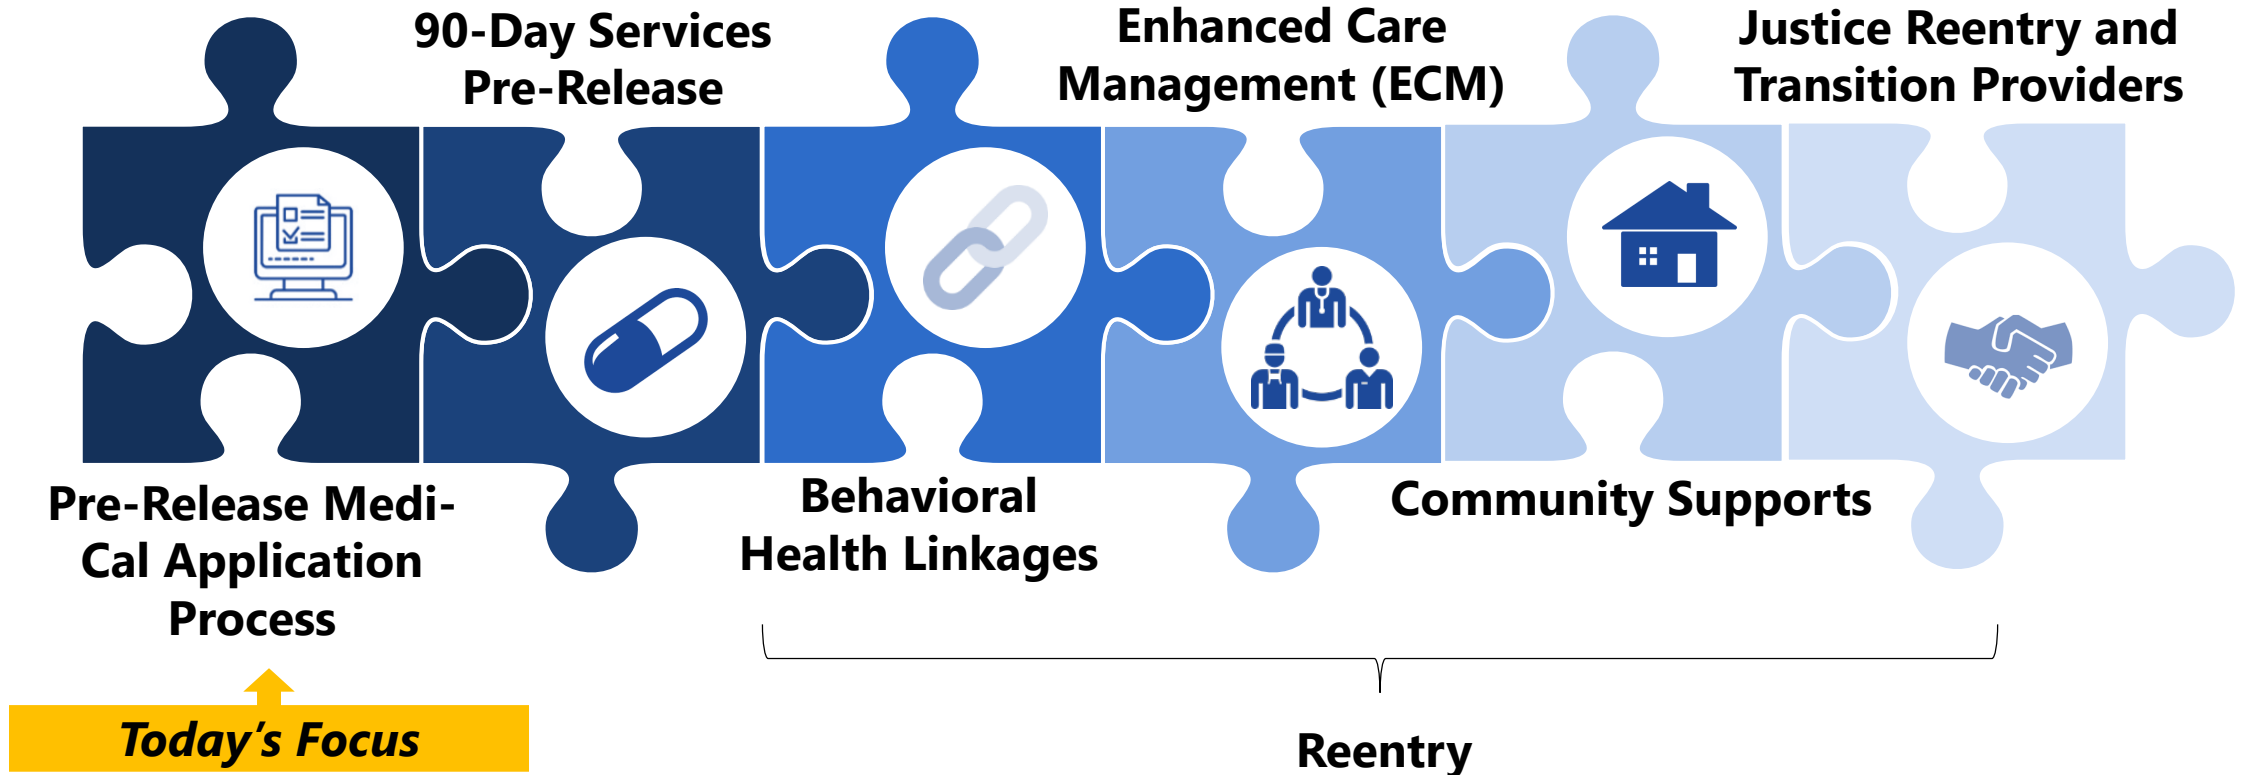 90-Day Services
Pre-Release
Enhanced Care
Management (ECM)
Justice Reentry and
Transition Providers
Pre-Release Medi-
Cal Application
Process
Behavioral
Health Linkages
Community Supports
Today's Focus
Reentry